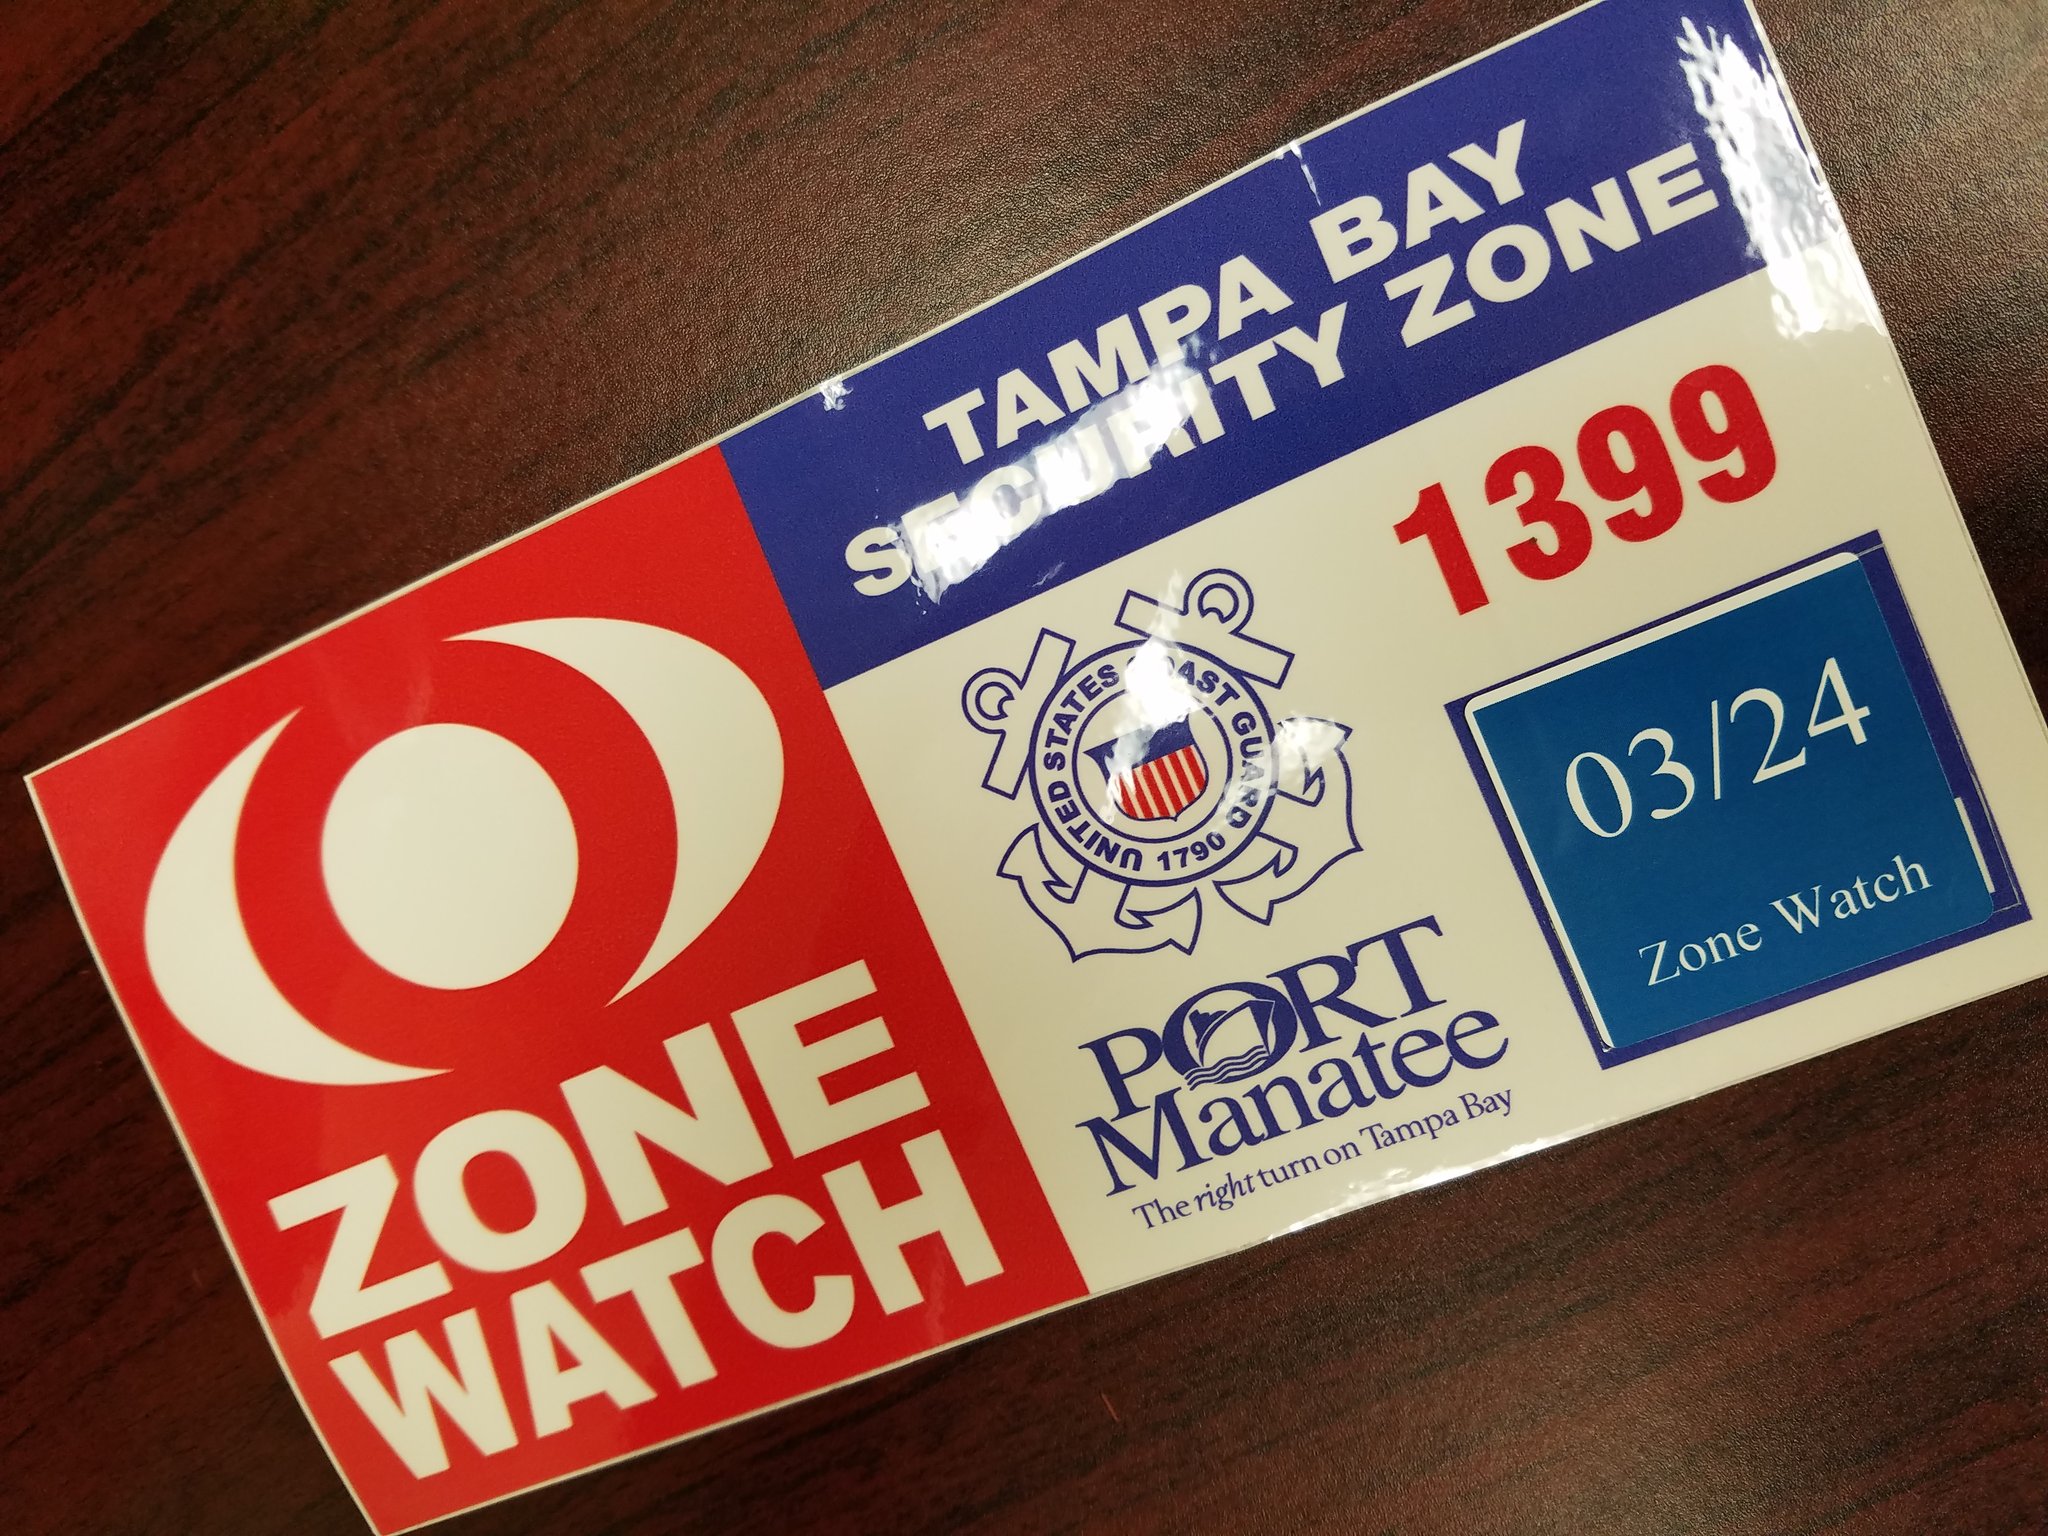 TAMPA BAY
SECURITY ZONE
1399
UNITED STATES COAST GUARD
1790
03/24
Zone Watch
PORT
Manatee
The right turn on Tampa Bay
ZONE
WATCH